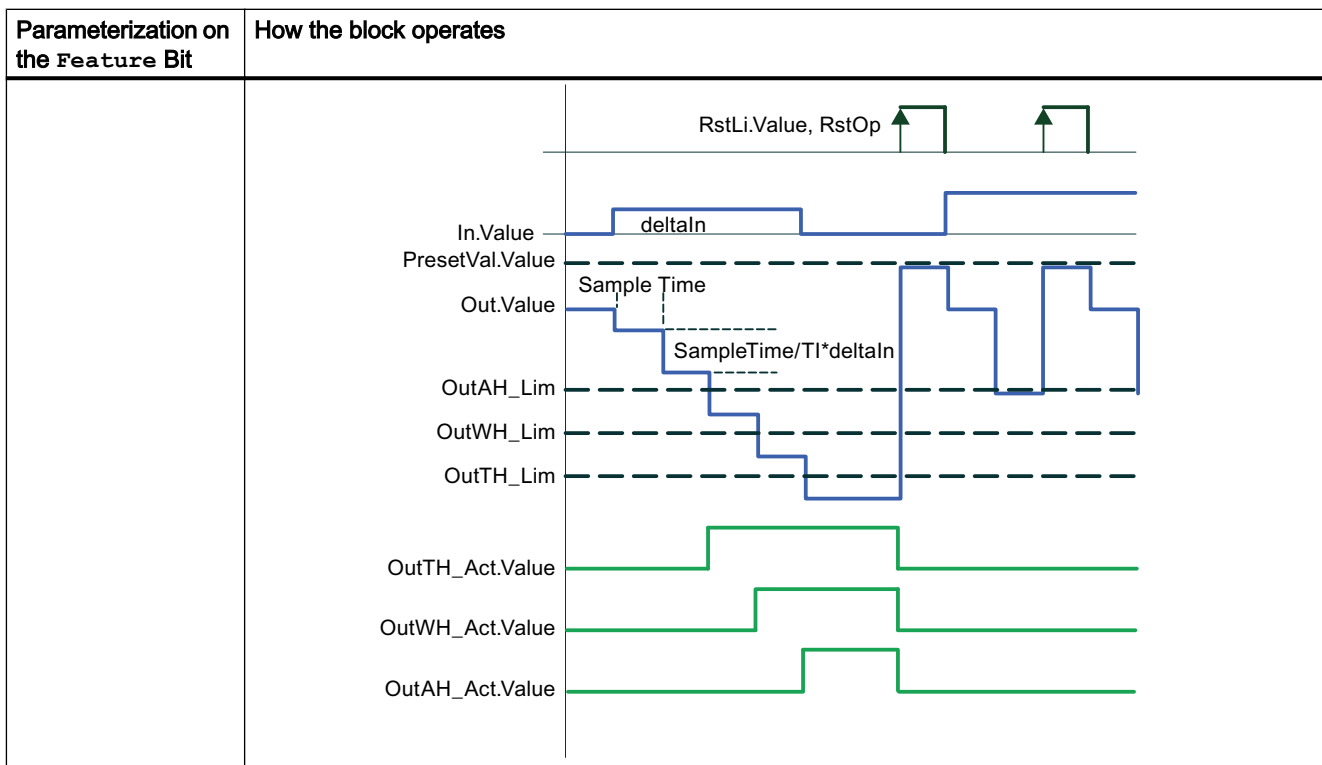 Parameterization on
the Feature Bit
How the block operates
RstLi.Value, RstOp
In.Value
deltaIn
PresetVal.Value
Sample Time
Out.Value
SampleTime/TI*deltaIn
OutAH_Lim
OutWH_Lim
OutTH_Lim
OutTH_Act.Value
OutWH_Act.Value
OutAH_Act.Value